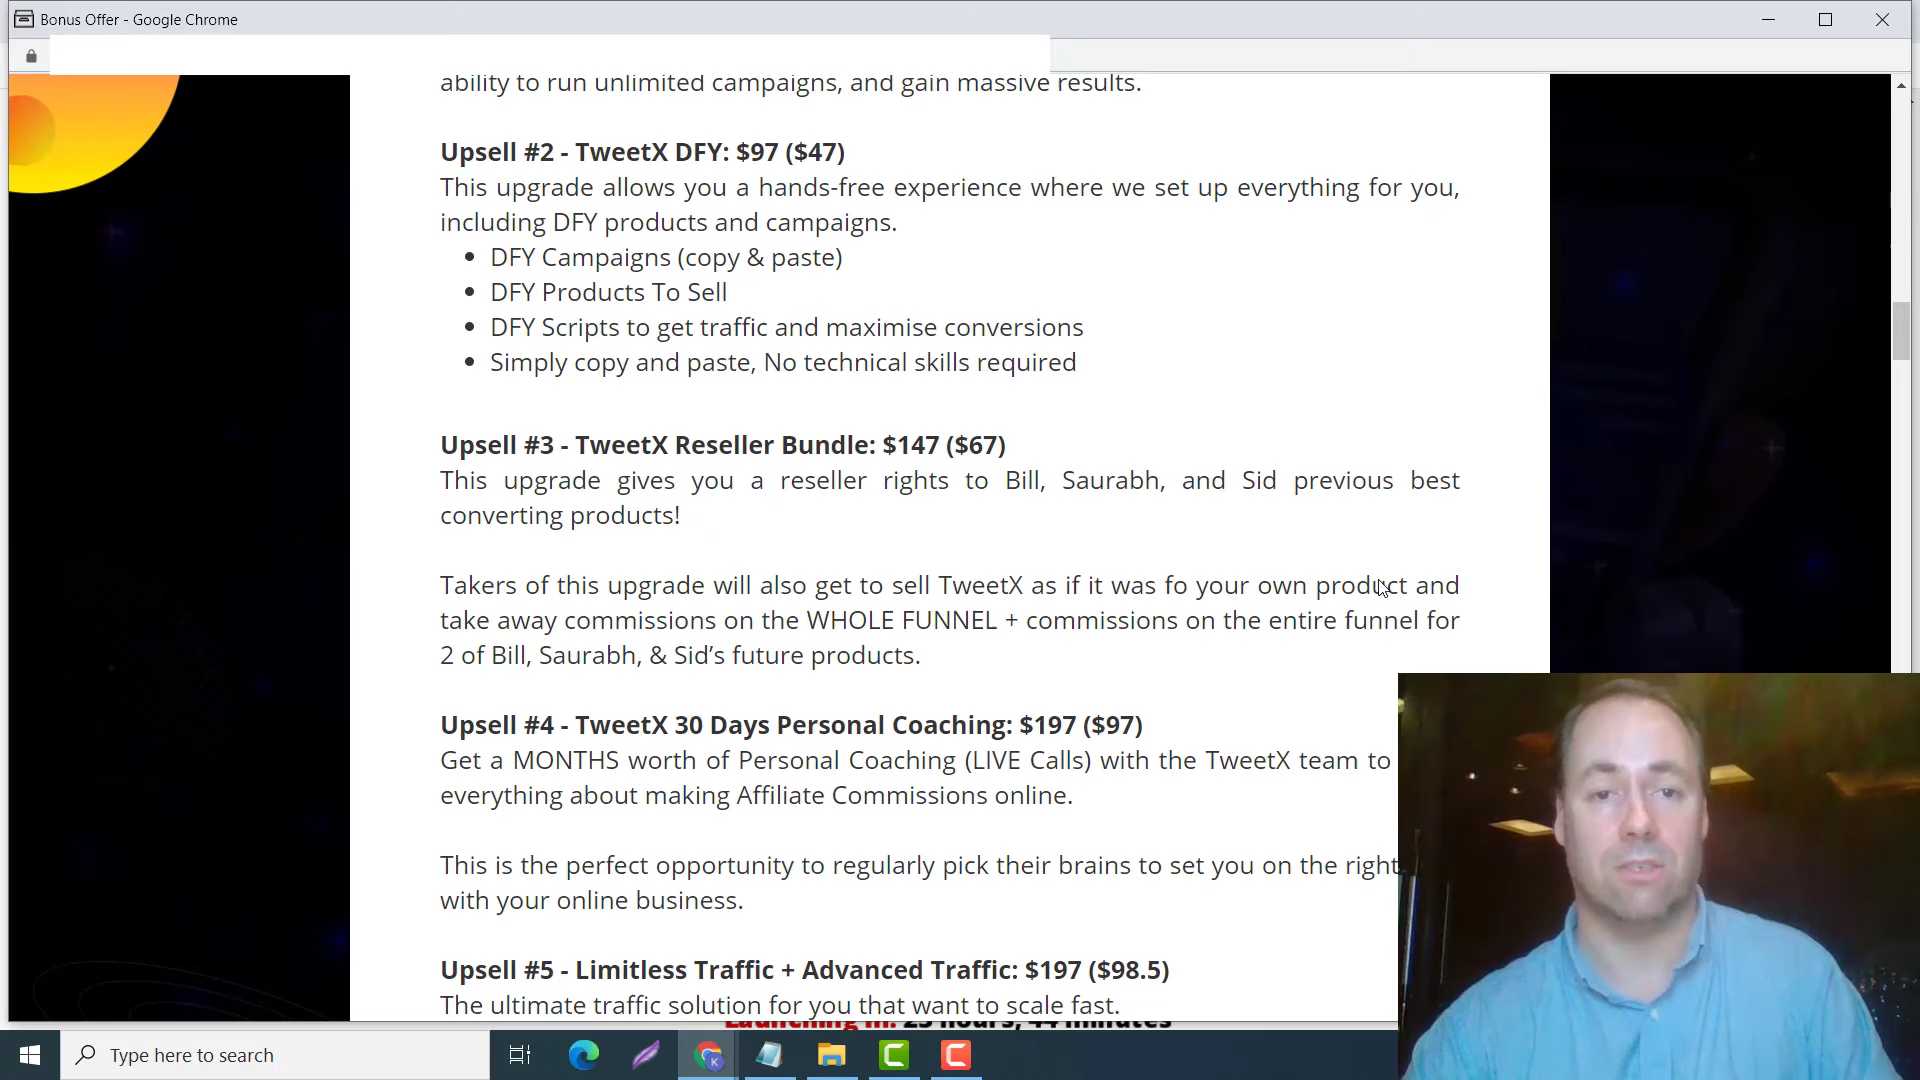 Bonus Offer - Google Chrome
ability to run unlimited campaigns, and gain massive results.
Upsell #2 - TweetX DFY: $97 ($47)
This upgrade allows you a hands-free experience where we set up everything for you,
including DFY products and campaigns.
DFY Campaigns (copy & paste)
DFY Products To Sell
DFY Scripts to get traffic and maximise conversions
Simply copy and paste, No technical skills required
Upsell #3 - TweetX Reseller Bundle: $147 ($67)
This upgrade gives you a reseller rights to Bill, Saurabh, and Sid previous best
converting products!
Takers of this upgrade will also get to sell TweetX as if it was fo your own product and
take away commissions on the WHOLE FUNNEL + commissions on the entire funnel for
2 of Bill, Saurabh, & Sid’s future products.
Upsell #4 - TweetX 30 Days Personal Coaching: $197 ($97)
Get a MONTHS worth of Personal Coaching (LIVE Calls) with the TweetX team to
everything about making Affiliate Commissions online.
This is the perfect opportunity to regularly pick their brains to set you on the right
with your online business.
Upsell #5 - Limitless Traffic + Advanced Traffic: $197 ($98.5)
The ultimate traffic solution for you that want to scale fast.
Launching in: 23 hours, 44 minutes
Type here to search
K